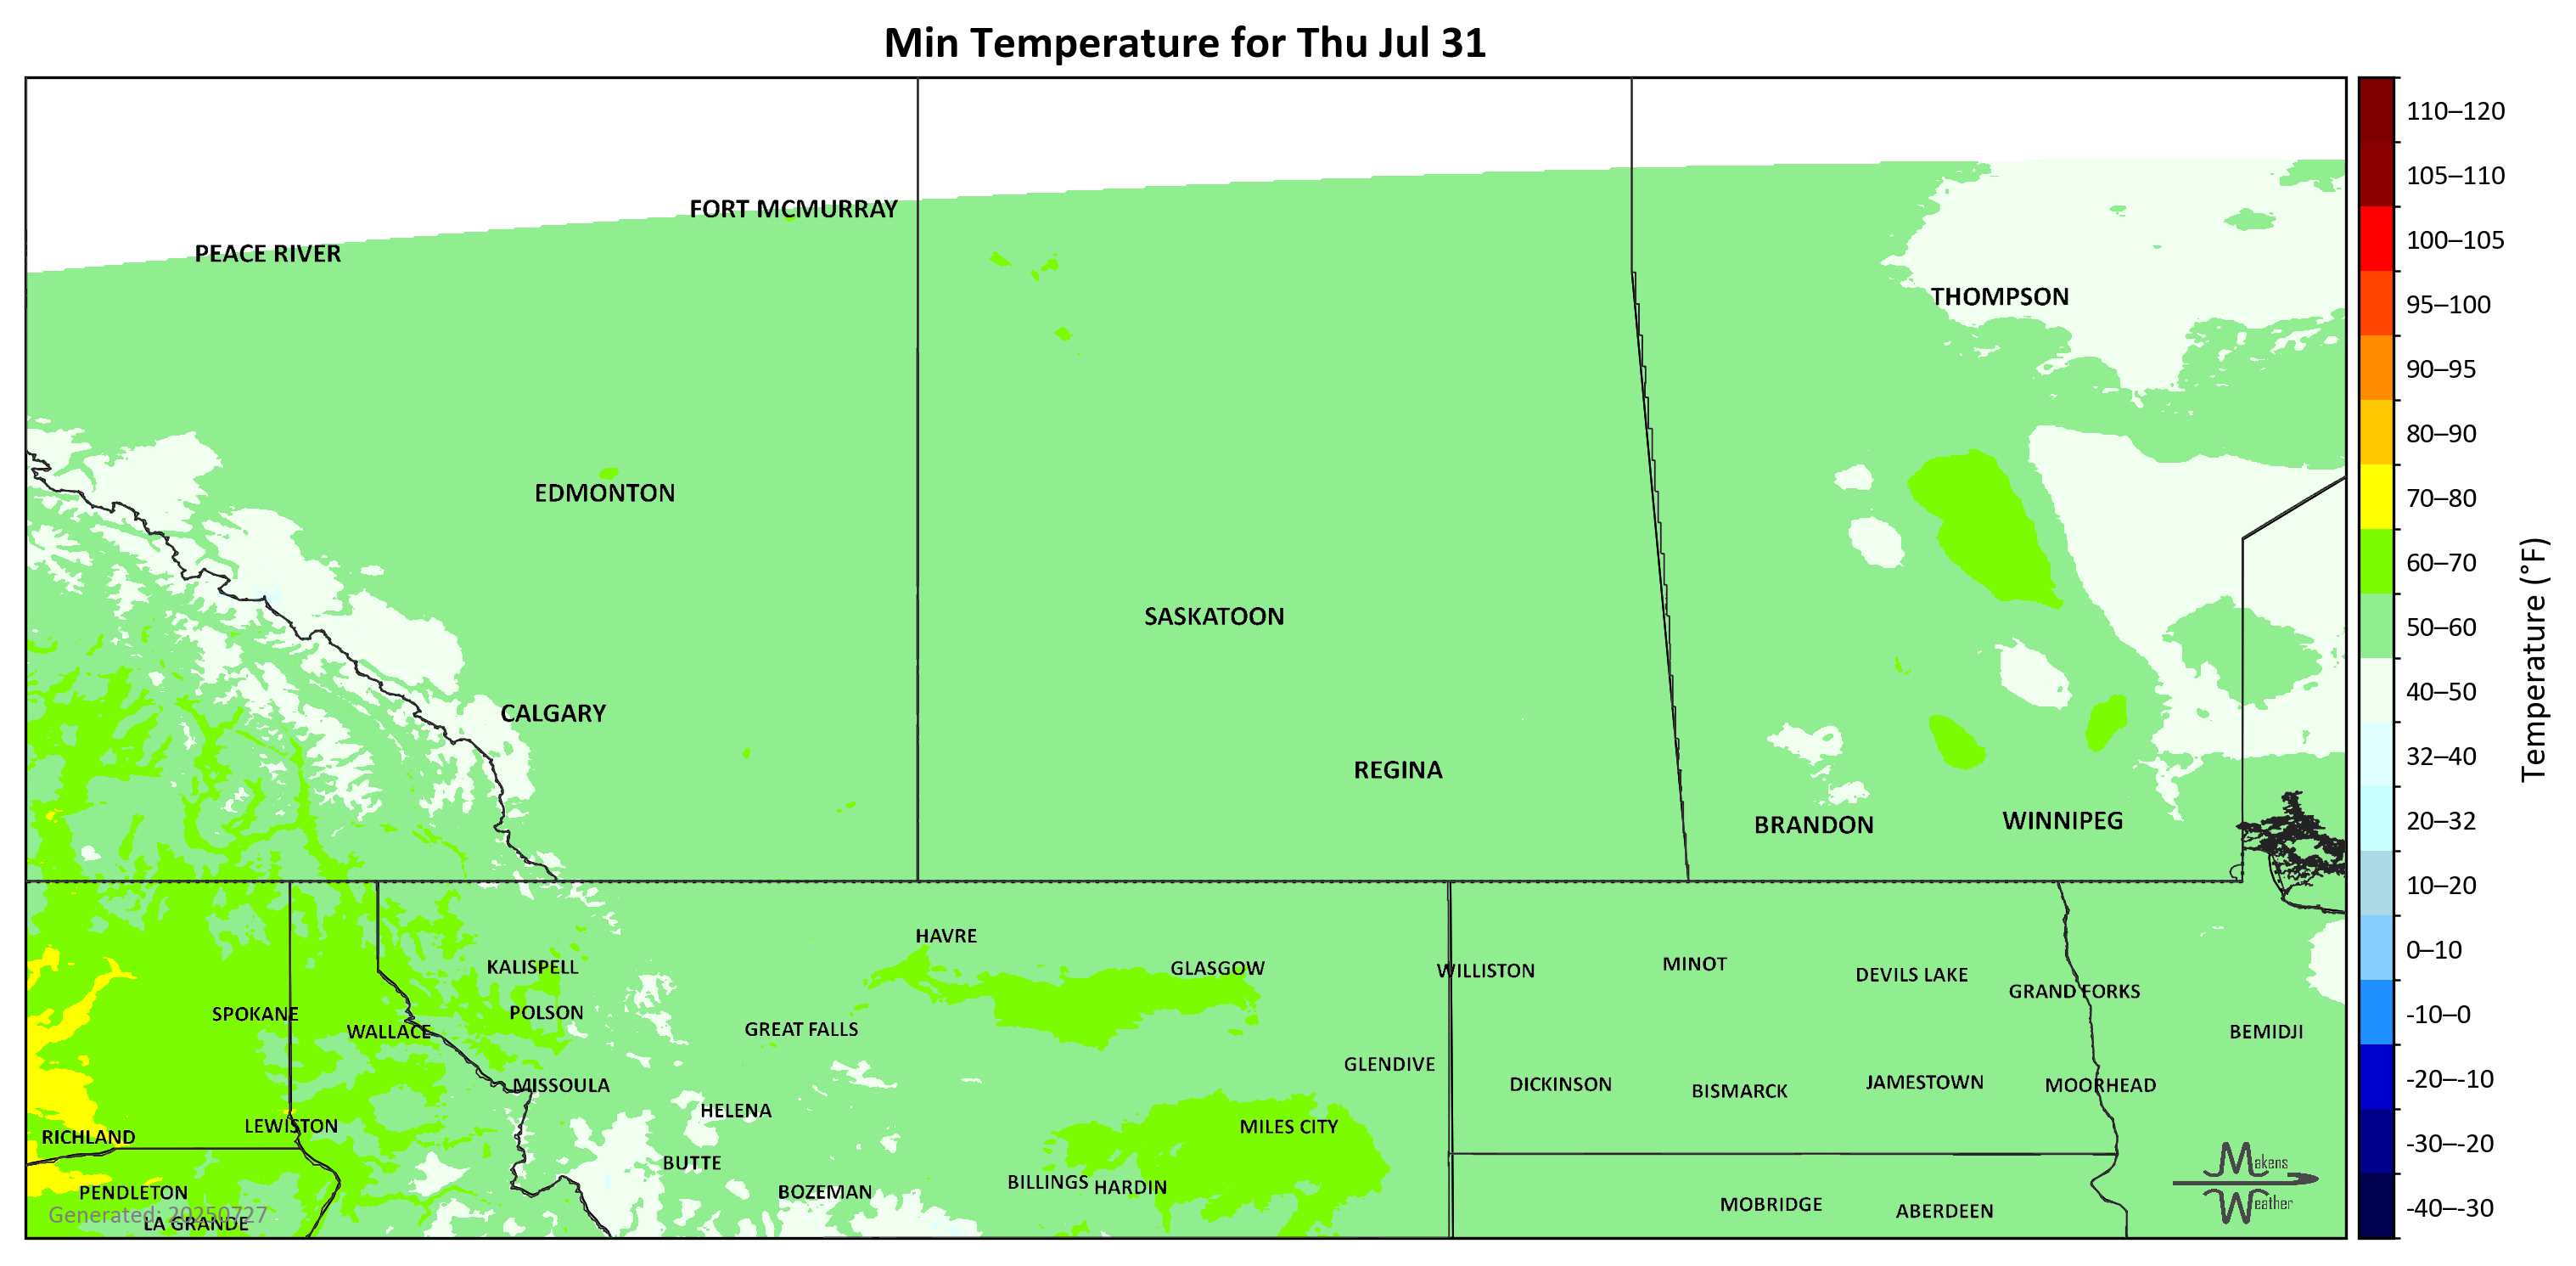 Min Temperature for Thu Jul 31
FORT MCMURRAY
PEACE RIVER
THOMPSON
EDMONTON
SASKATOON
CALGARY
REGINA
BRANDON
WINNIPEG
HAVRE
KALISPELL
GLASGOW
WILLISTON
MINOT
DEVILS LAKE
GRAND FORKS
SPOKANE
POLSON
WALLACE
GREAT FALLS
BEMIDJI
GLENDIVE
MISSOULA
DICKINSON
BISMARCK
JAMESTOWN
MOORHEAD
HELENA
LEWISTON
MILES CITY
RICHLAND
BUTTE
BILLINGS
HARDIN
BOZEMAN
PENDLETON
MOBRIDGE
ABERDEEN
Generated: 20250727
LA GRANDE
Makens
Weather
110–120
105–110
100–105
95–100
90–95
80–90
70–80
60–70
50–60
40–50
32–40
20–32
10–20
0–10
-10–0
-20–-10
-30–-20
-40–-30
Temperature (°F)